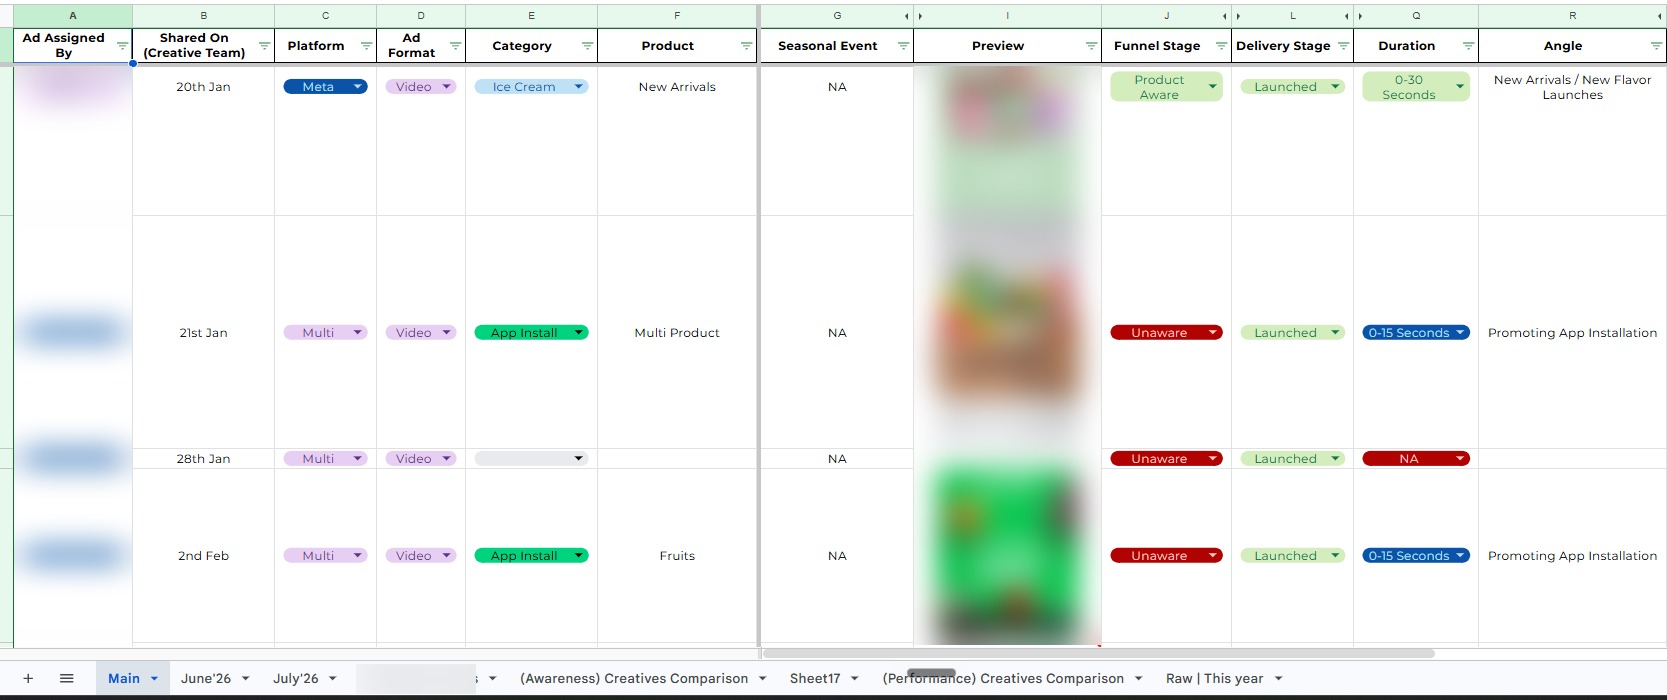 A B C D E F G I J L Q R
Ad Assigned By Shared On (Creative Team) Platform Ad Format Category Product Seasonal Event Preview Funnel Stage Delivery Stage Duration Angle
20th Jan Meta Video Ice Cream New Arrivals NA Product Aware Launched 0-30 Seconds New Arrivals / New Flavor Launches
21st Jan Multi Video App Install Multi Product NA Unaware Launched 0-15 Seconds Promoting App Installation
28th Jan Multi Video NA Unaware Launched NA
2nd Feb Multi Video App Install Fruits NA Unaware Launched 0-15 Seconds Promoting App Installation
Main June'26 July'26 (Awareness) Creatives Comparison Sheet17 (Performance) Creatives Comparison Raw | This year